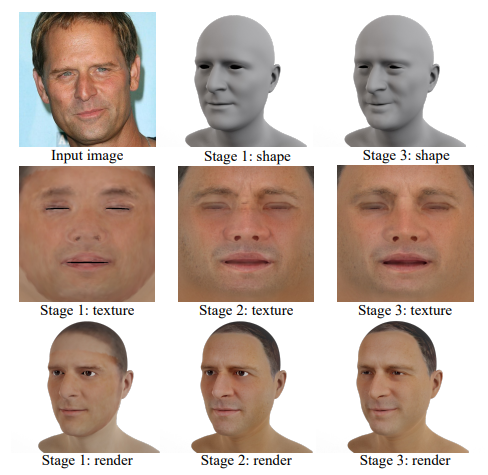 Input image
Stage 1: shape
Stage 3: shape
Stage 1: texture
Stage 2: texture
Stage 3: texture
Stage 1: render
Stage 2: render
Stage 3: render